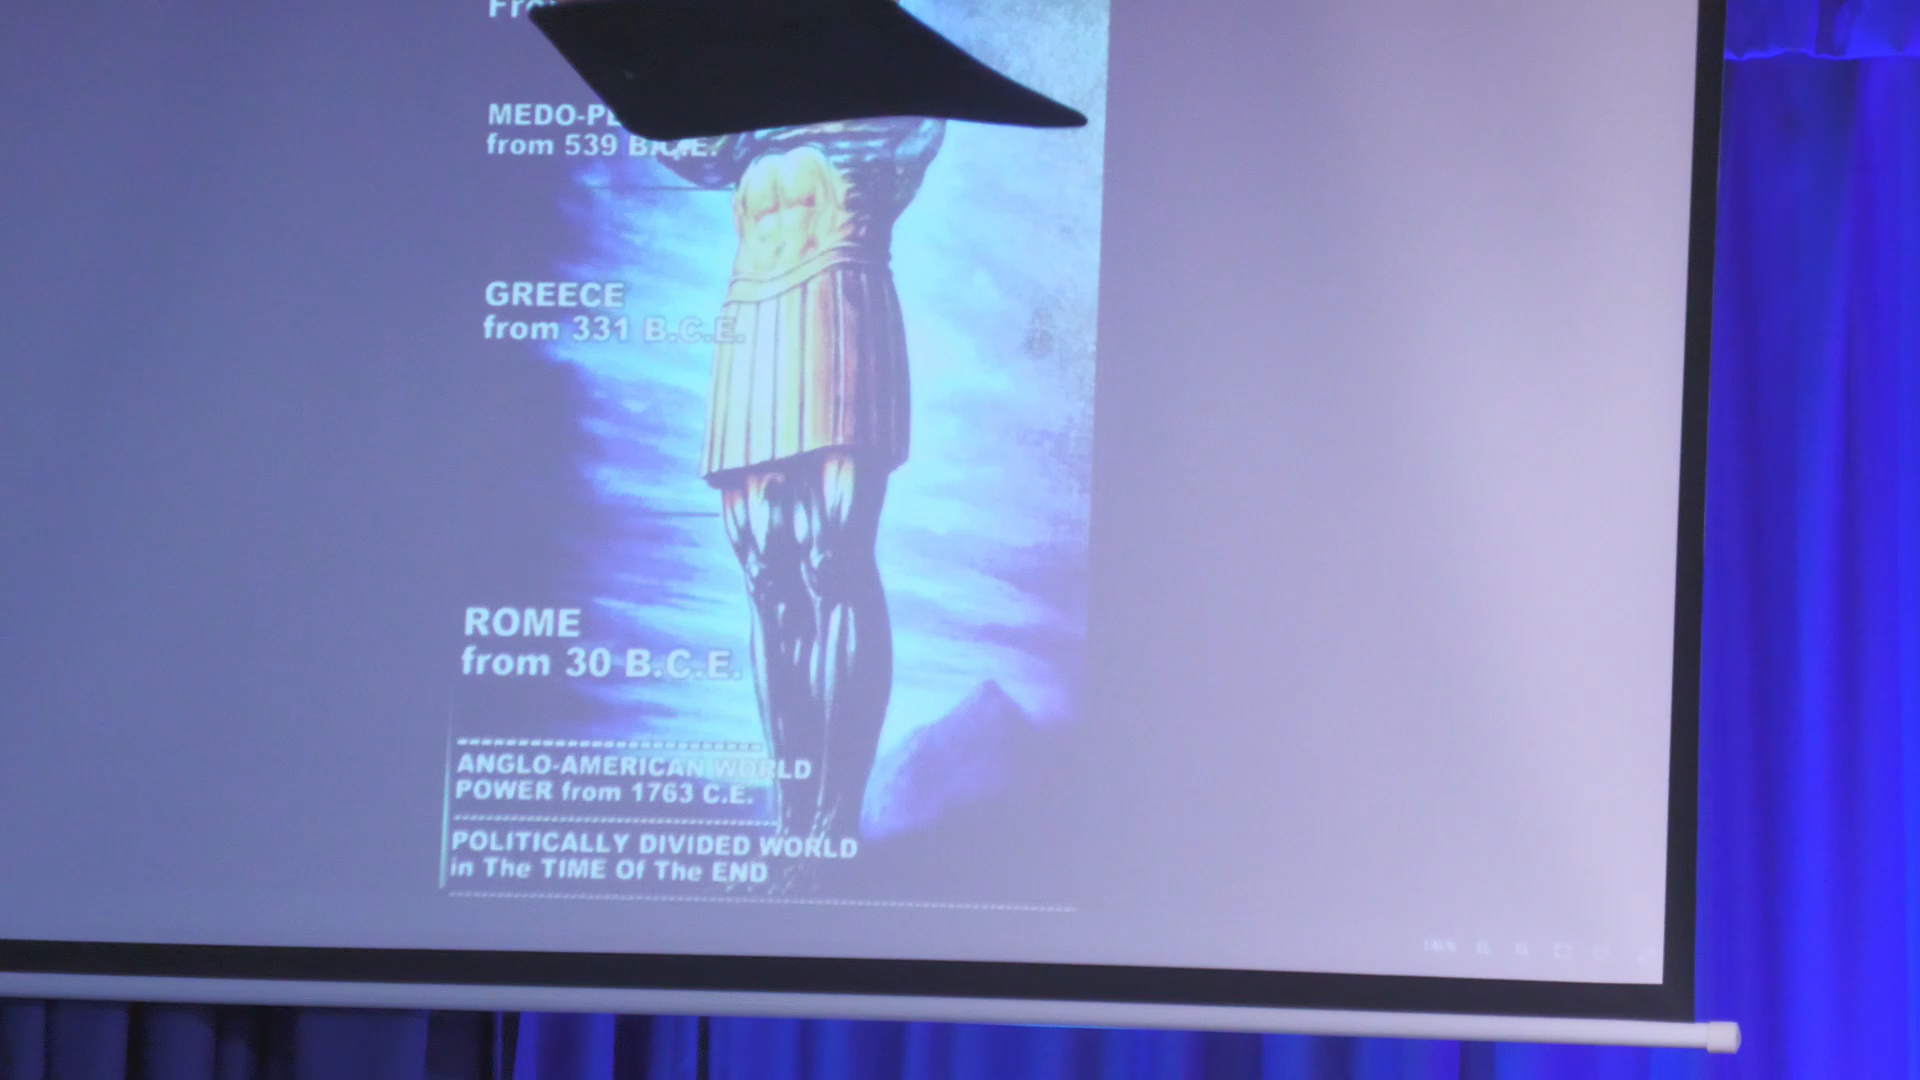 MEDO-
from 539 B.C.E.
GREECE
from 331 B.C.E.
ROME
from 30 B.C.E.
ANGLO-AMERICAN WORLD
POWER from 1763 C.E.
POLITICALLY DIVIDED WORLD
in The TIME Of The END